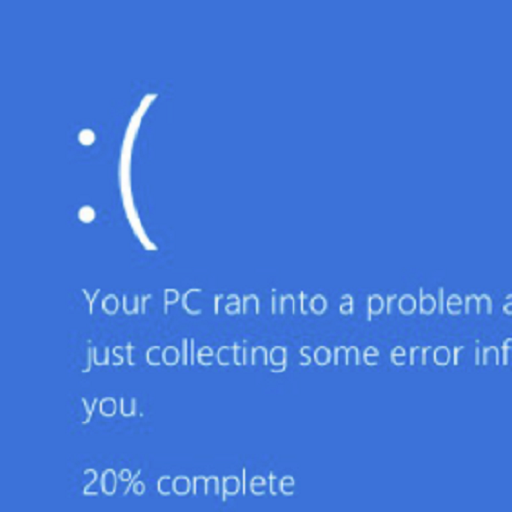 :(
Your PC ran into a problem
just collecting some error
you.
20% complete